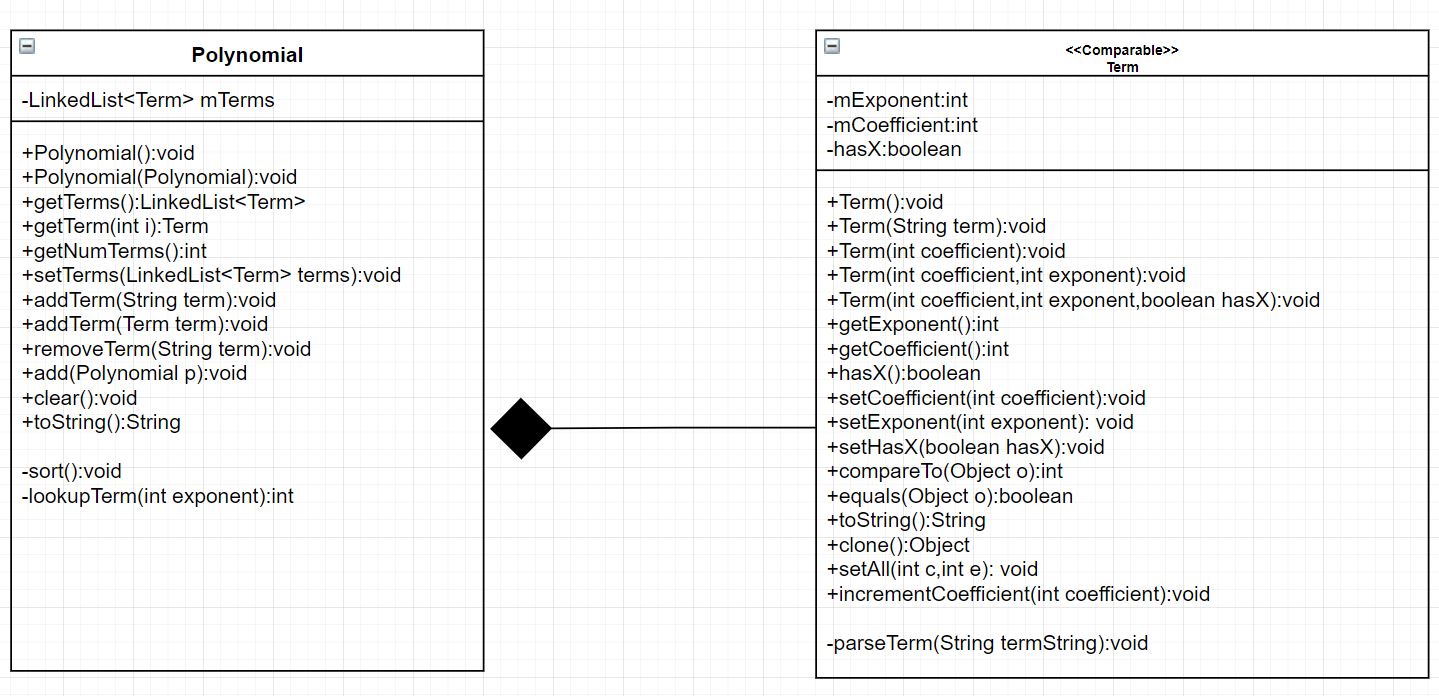 Polynomial
-LinkedList<Term> mTerms
+Polynomial():void
+Polynomial(Polynomial):void
+getTerms():LinkedList<Term>
+getTerm(int i):Term
+getNumTerms():int
+setTerms(LinkedList<Term> terms):void
+addTerm(String term):void
+addTerm(Term term):void
+removeTerm(String term):void
+add(Polynomial p):void
+clear():void
+toString():String
-sort():void
-lookupTerm(int exponent):int
<<Comparable>>
Term
-mExponent:int
-mCoefficient:int
-hasX:boolean
+Term():void
+Term(String term):void
+Term(int coefficient):void
+Term(int coefficient,int exponent):void
+Term(int coefficient,int exponent,boolean hasX):void
+getExponent():int
+getCoefficient():int
+hasX():boolean
+setCoefficient(int coefficient):void
+setExponent(int exponent): void
+setHasX(boolean hasX):void
+compareTo(Object o):int
+equals(Object o):boolean
+toString():String
+clone():Object
+setAll(int c,int e): void
+incrementCoefficient(int coefficient):void
-parseTerm(String termString):void